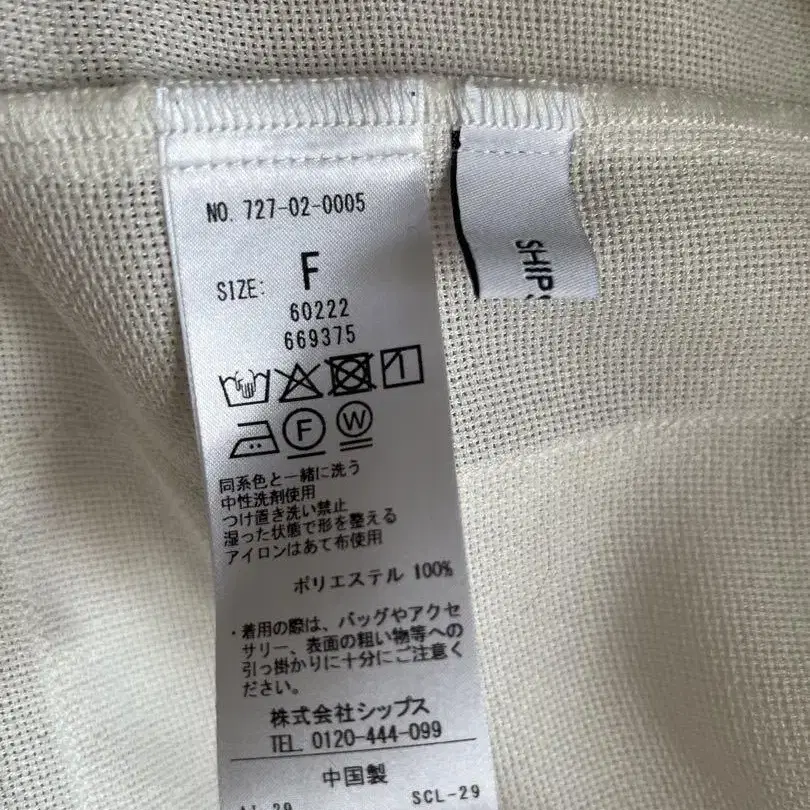 NO. 727-02-0005
SIZE: F
60222
669375
F W
同系色と一緒に洗う
中性洗剤使用
つけ置き洗い禁止
湿った状態で形を整える
アイロンはあて布使用
ポリエステル 100%
・着用の際は、バッグやアクセ
サリー、表面の粗い物等への
引っ掛かりに十分にご注意く
ださい。
株式会社シップス
TEL. 0120-444-099
中国製
SCL-29
SHIPS